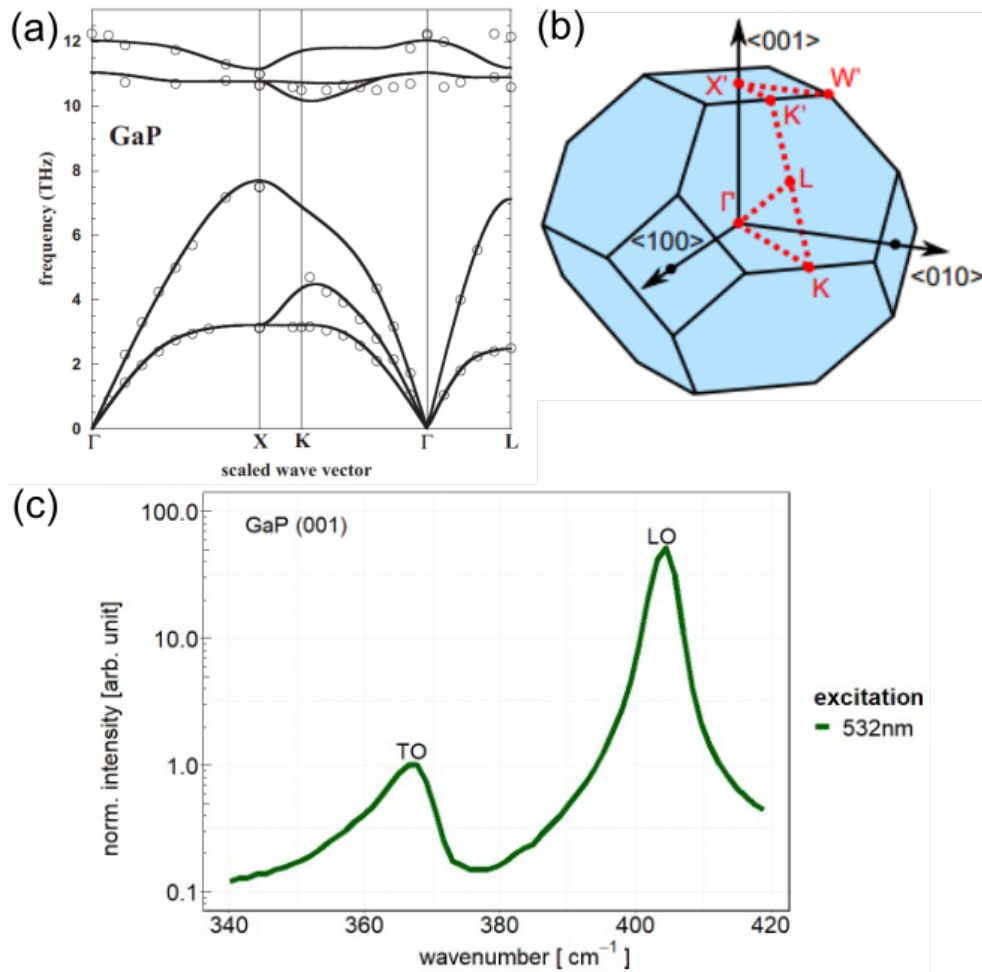 (a)
12
10
8
6
4
2
0
frequency (THz)
GaP
Γ X K Γ L
scaled wave vector
(b)
<001>
X' W'
K'
L
Γ
<100>
<010>
K
(c)
GaP (001)
100.0
10.0
1.0
0.1
norm. intensity [arb. unit]
TO
LO
340 360 380 400 420
wavenumber [ cm⁻¹ ]
excitation
532nm